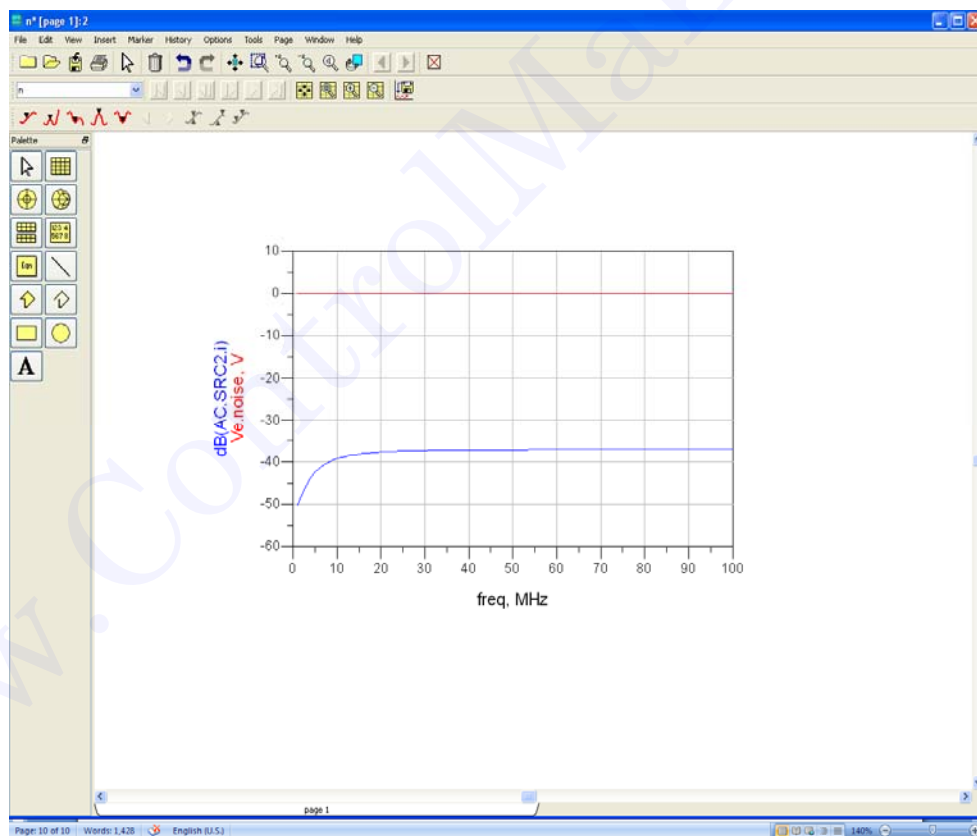 n* [page 1]:2
File Edit View Insert Marker History Options Tools Page Window Help
n
Palette
Eqn
A
dB(AC.SRC2.i)
Ve.noise, V
10
0
-10
-20
-30
-40
-50
-60
0 10 20 30 40 50 60 70 80 90 100
freq, MHz
page 1
Page: 10 of 10 Words: 1,428 English (U.S.) 140%